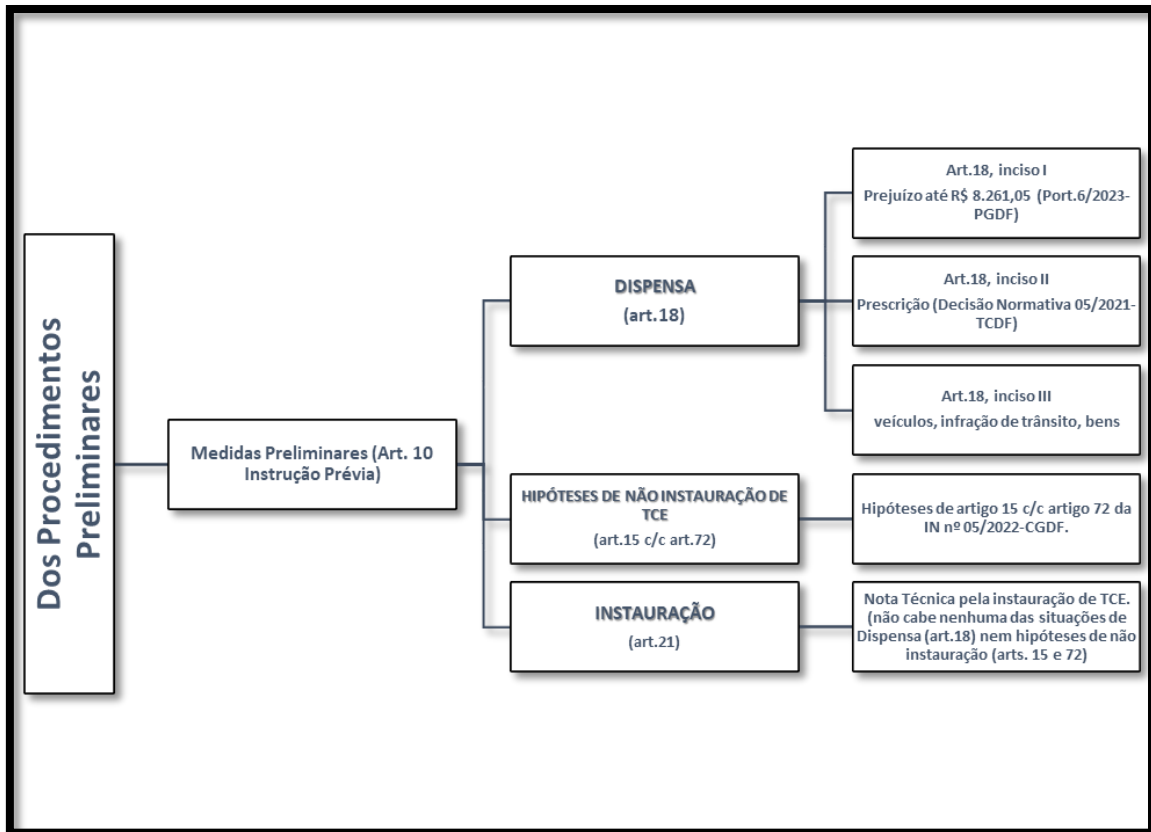 Dos Procedimentos
Preliminares
Medidas Preliminares (Art. 10
Instrução Prévia)
DISPENSA
(art.18)
Art.18, inciso I
Prejuízo até R$ 8.261,05 (Port.6/2023-
PGDF)
Art.18, inciso II
Prescrição (Decisão Normativa 05/2021-
TCDF)
Art.18, inciso III
veículos, infração de trânsito, bens
HIPÓTESES DE NÃO INSTAURAÇÃO DE
TCE
(art.15 c/c art.72)
Hipóteses de artigo 15 c/c artigo 72 da
IN nº 05/2022-CGDF.
INSTAURAÇÃO
(art.21)
Nota Técnica pela instauração de TCE.
(não cabe nenhuma das situações de
Dispensa (art.18) nem hipóteses de não
instauração (arts. 15 e 72)